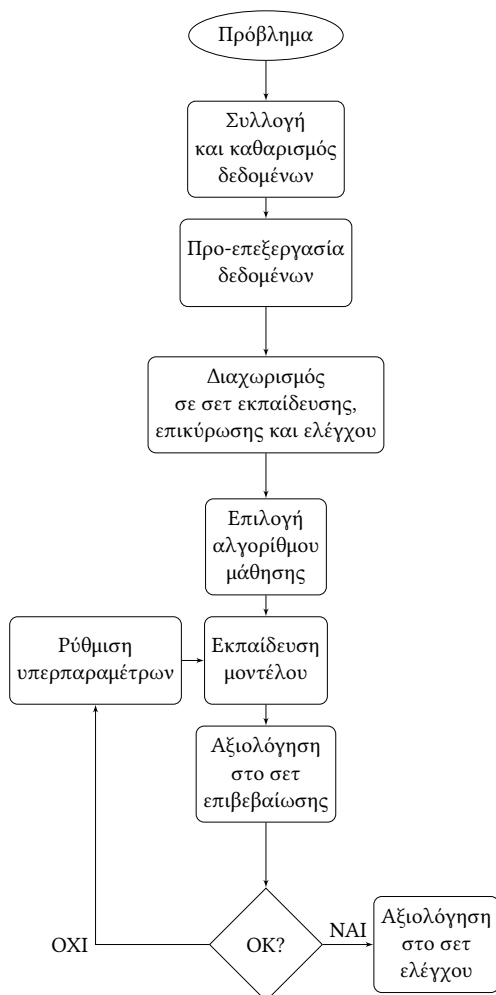 Πρόβλημα
Συλλογή
και καθαρισμός
δεδομένων
Προ-επεξεργασία
δεδομένων
Διαχωρισμός
σε σετ εκπαίδευσης,
επικύρωσης και ελέγχου
Επιλογή
αλγορίθμου
μάθησης
Ρύθμιση
υπερπαραμέτρων
Εκπαίδευση
μοντέλου
Αξιολόγηση
στο σετ
επιβεβαίωσης
ΟΧΙ
ΟΚ?
ΝΑΙ
Αξιολόγηση
στο σετ
ελέγχου